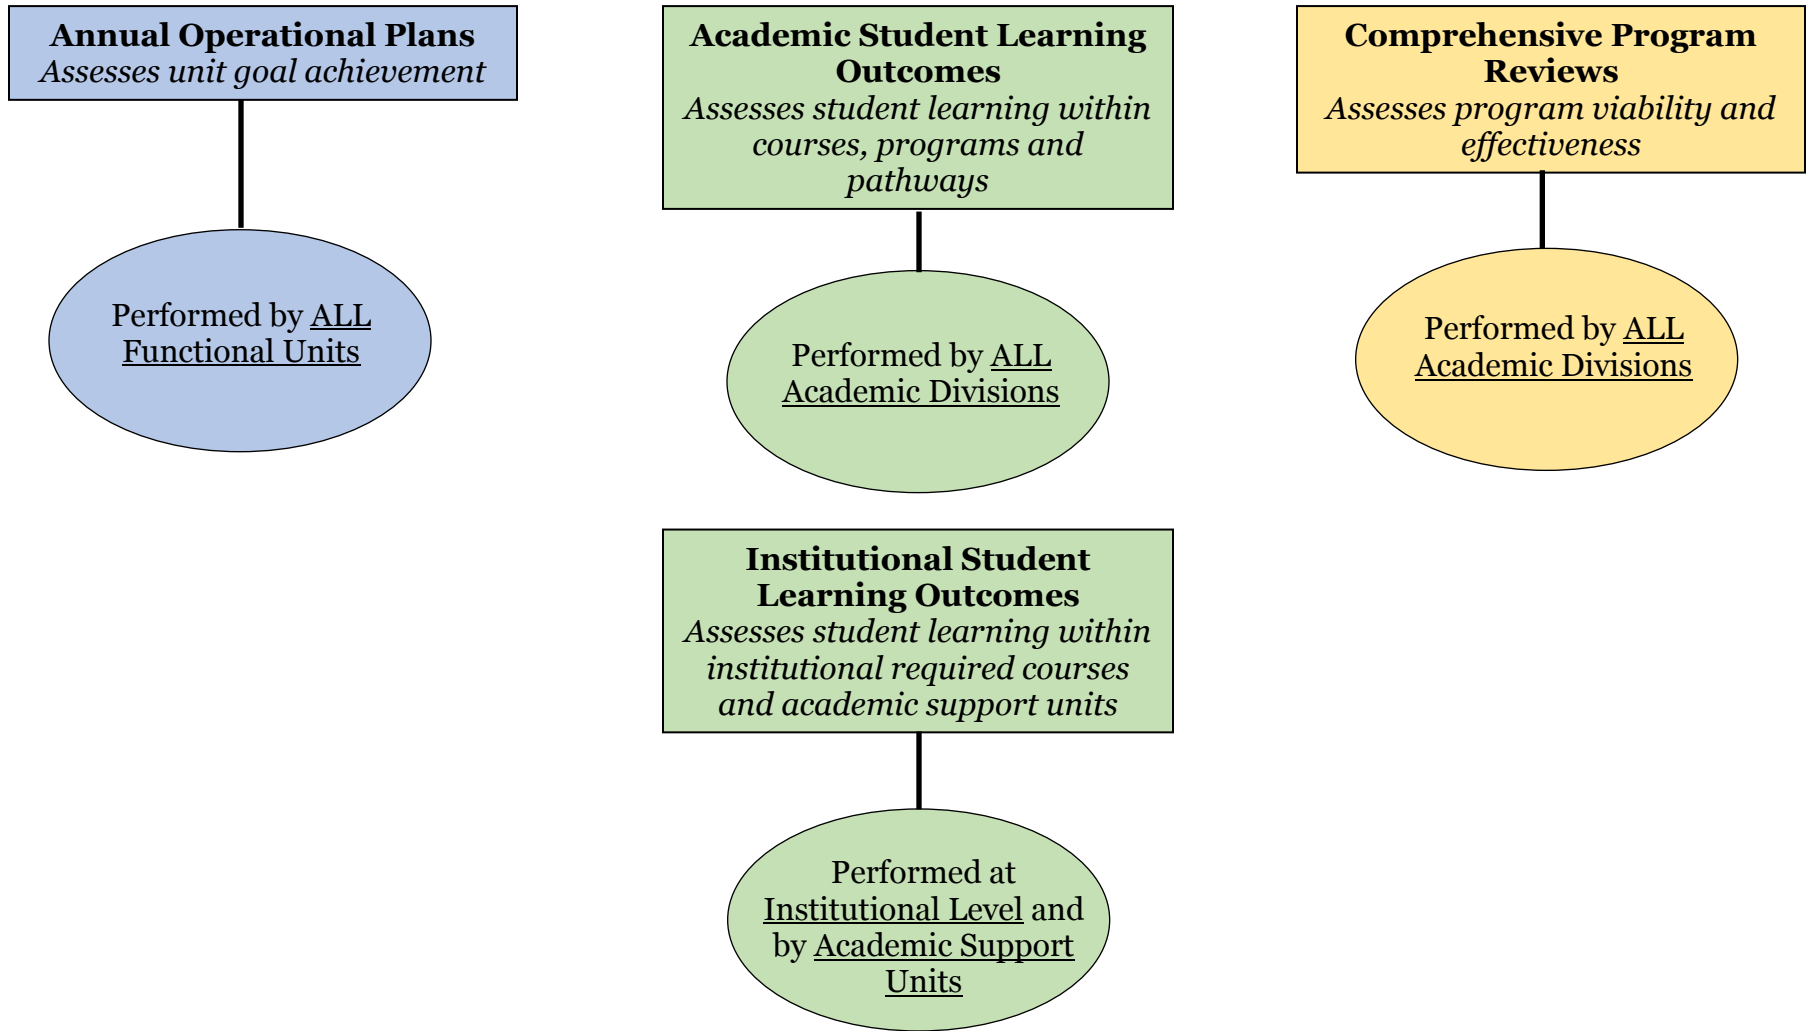 Annual Operational Plans
Assesses unit goal achievement
Performed by ALL
Functional Units
Academic Student Learning
Outcomes
Assesses student learning within
courses, programs and
pathways
Performed by ALL
Academic Divisions
Comprehensive Program
Reviews
Assesses program viability and
effectiveness
Performed by ALL
Academic Divisions
Institutional Student
Learning Outcomes
Assesses student learning within
institutional required courses
and academic support units
Performed at
Institutional Level and
by Academic Support
Units